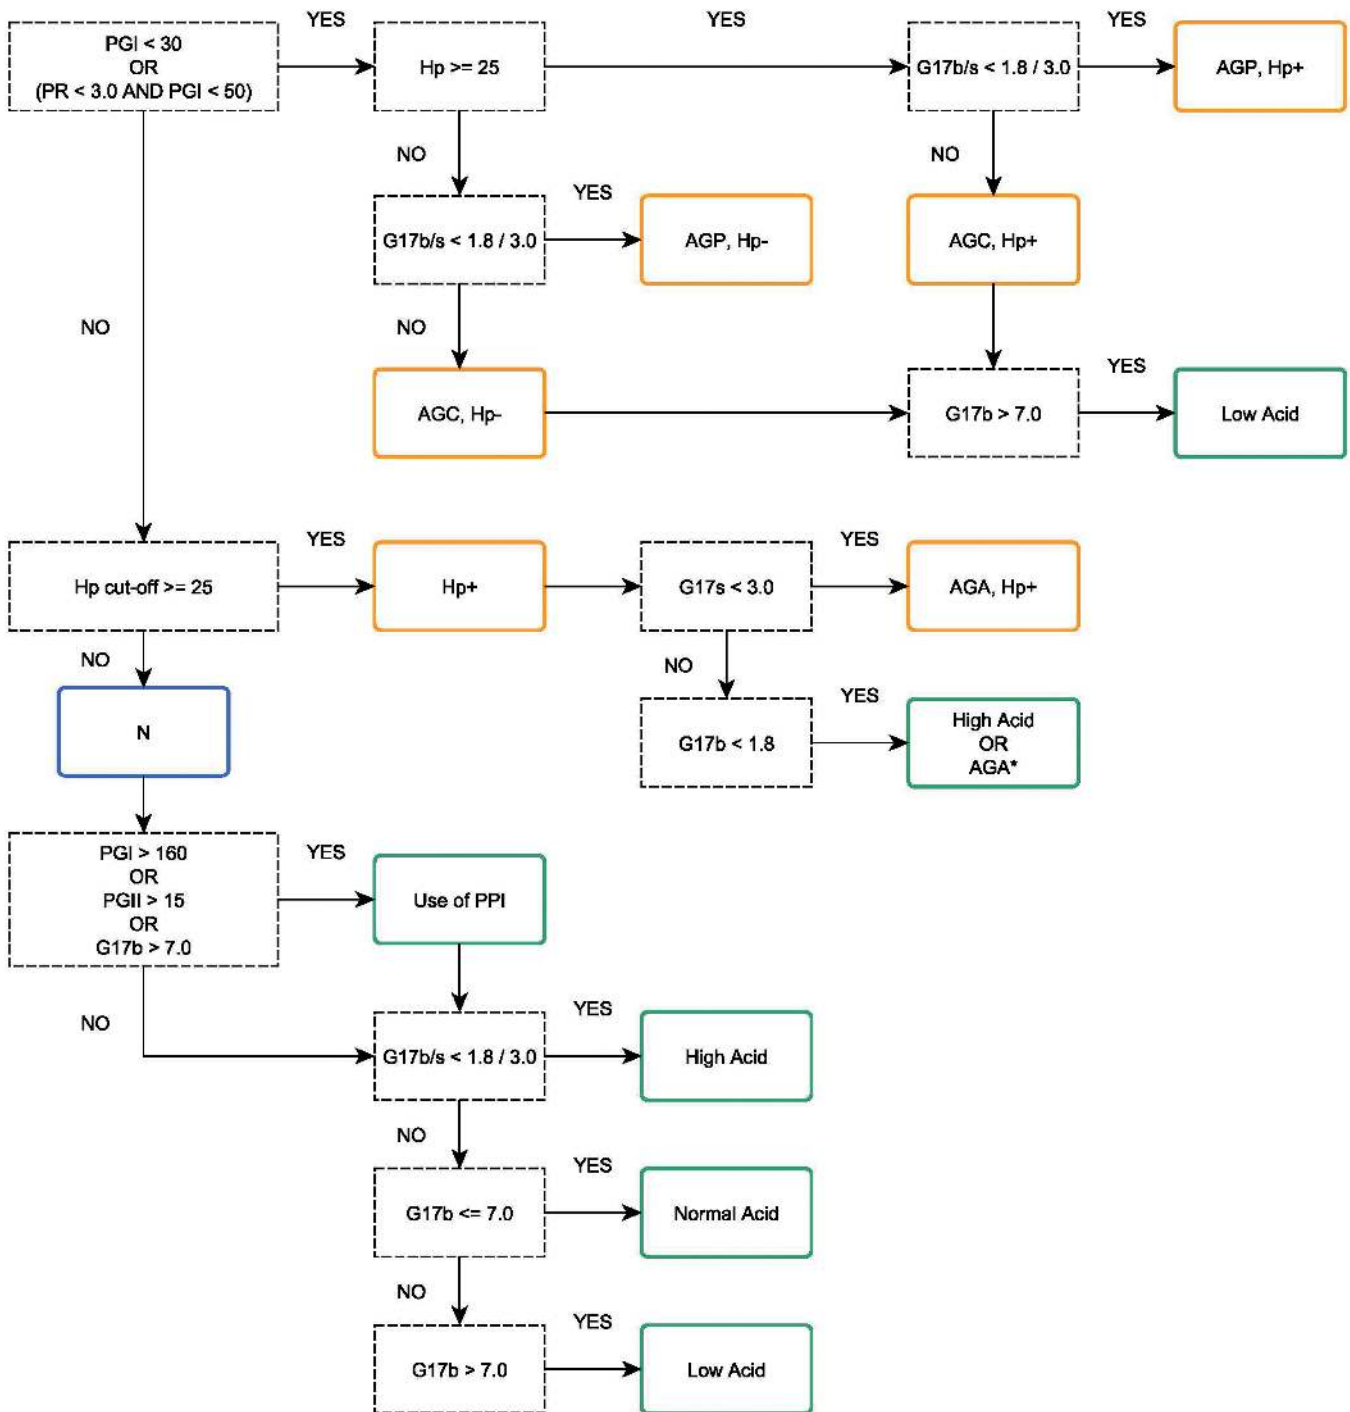 YES
YES
YES
PGI < 30
OR
(PR < 3.0 AND PGI < 50)
Hp >= 25
G17b/s < 1.8 / 3.0
AGP, Hp+
NO
NO
YES
G17b/s < 1.8 / 3.0
AGP, Hp-
AGC, Hp+
NO
NO
YES
AGC, Hp-
G17b > 7.0
Low Acid
YES
YES
Hp cut-off >= 25
Hp+
G17s < 3.0
AGA, Hp+
NO
NO
YES
N
G17b < 1.8
High Acid
OR
AGA*
PGI > 160
OR
PGII > 15
OR
G17b > 7.0
YES
Use of PPI
NO
YES
G17b/s < 1.8 / 3.0
High Acid
NO
YES
G17b <= 7.0
Normal Acid
NO
YES
G17b > 7.0
Low Acid